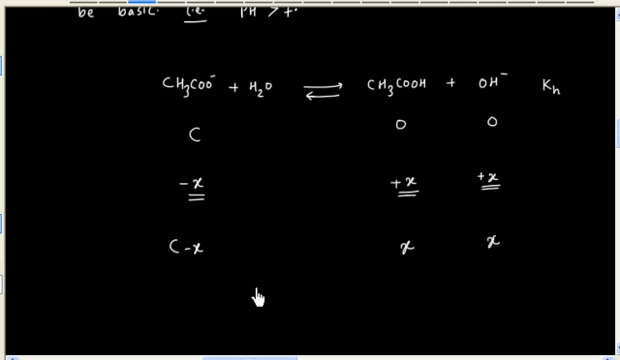 be basic. i.e. PH > 7.
CH₃COO⁻ + H₂O ⇌ CH₃COOH + OH⁻ Kh
C 0 0
-x +x +x
C-x x x